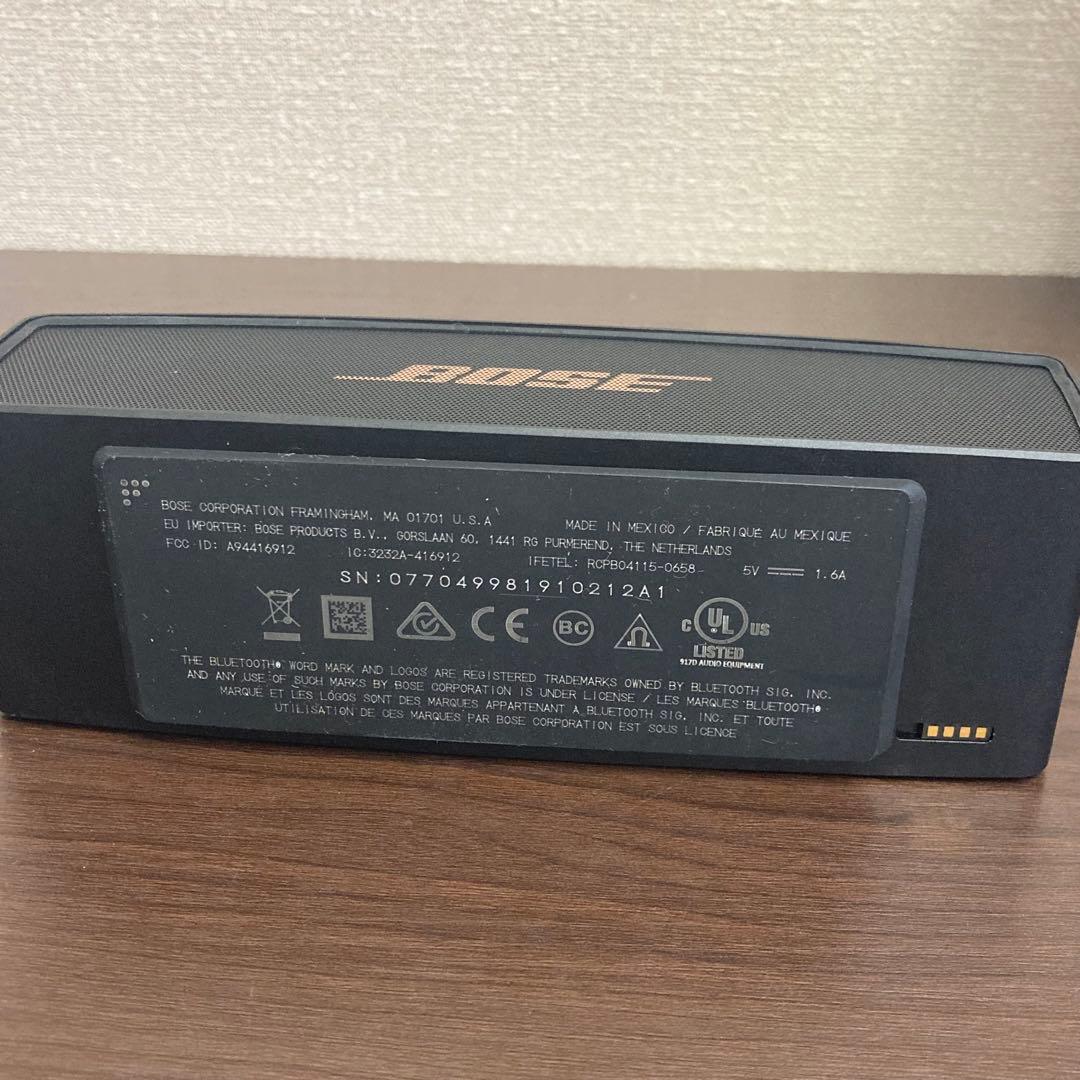 BOSE
BOSE CORPORATION FRAMINGHAM, MA 01701 U.S.A
MADE IN MEXICO / FABRIQUÉ AU MEXIQUE
EU IMPORTER: BOSE PRODUCTS B.V., GORSLAAN 60, 1441 RG PURMEREND, THE NETHERLANDS
FCC ID: A94416912 IC:3232A-416912 IFETEL: RCPBO4115-0658 5V 1.6A
SN:077049981910212A1
CE BC C UL US
LISTED
917D AUDIO EQUIPMENT
THE BLUETOOTH® WORD MARK AND LOGOS ARE REGISTERED TRADEMARKS OWNED BY BLUETOOTH SIG. INC.
AND ANY USE OF SUCH MARKS BY BOSE CORPORATION IS UNDER LICENSE / LES MARQUES BLUETOOTH®
MARQUE ET LES LOGOS SONT DES MARQUES APPARTENANT À BLUETOOTH SIG. INC. ET TOUTE
UTILISATION DE CES MARQUES PAR BOSE CORPORATION EST SOUS LICENCE